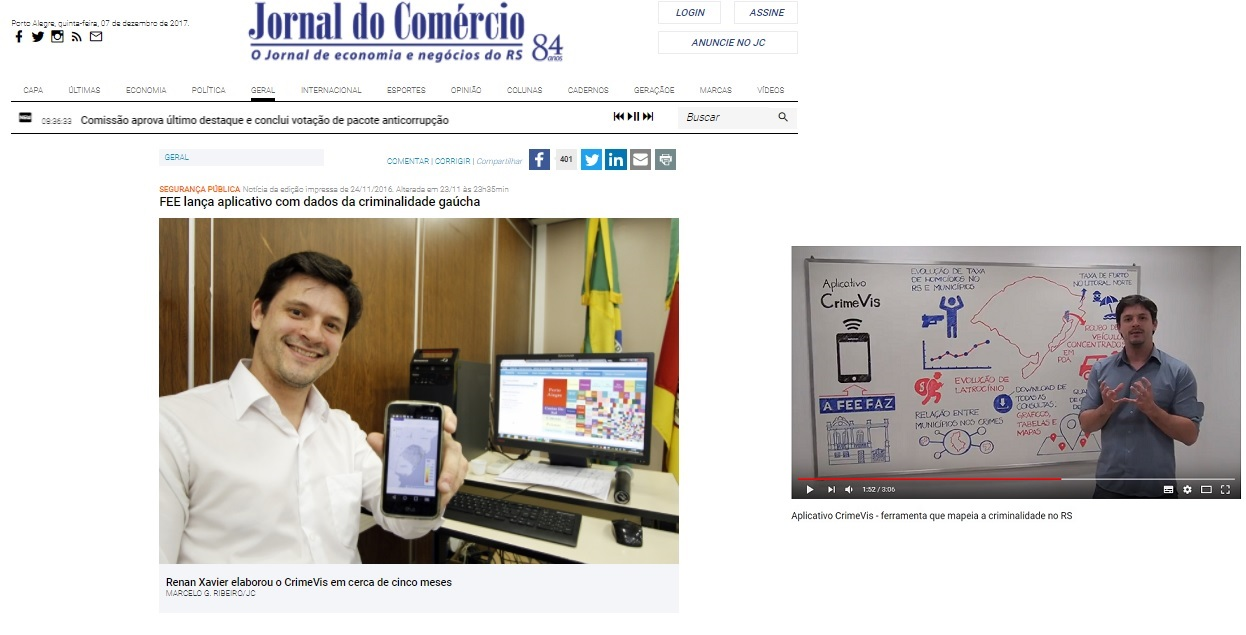 Porto Alegre, quinta-feira, 07 de dezembro de 2017.
Jornal do Comércio
O Jornal de economia e negócios do RS
84
anos
LOGIN
ASSINE
ANUNCIE NO JC
CAPA
ÚLTIMAS
ECONOMIA
POLÍTICA
GERAL
INTERNACIONAL
ESPORTES
OPINIÃO
COLUNAS
CADERNOS
GERAÇÃOE
MARCAS
VÍDEOS
08:36:33 Comissão aprova último destaque e conclui votação de pacote anticorrupção
Buscar
GERAL
COMENTAR | CORRIGIR | Compartilhar
401
SEGURANÇA PÚBLICA Notícia da edição impressa de 24/11/2016. Alterada em 23/11 às 23h35min
FEE lança aplicativo com dados da criminalidade gaúcha
Renan Xavier elaborou o CrimeVis em cerca de cinco meses
MARCELO G. RIBEIRO/JC
Aplicativo
CrimeVis
A FEE FAZ
EVOLUÇÃO DE TAXA
DE HOMICÍDIOS NO
RS E MUNICÍPIOS
TAXA DE FURTO
NO LITORAL NORTE
ROUBO DE
VEÍCULO
CONCENTRADO
EM
POA
EVOLUÇÃO DE
LATROCÍNIO
DOWNLOAD DE
TODAS AS
CONSULTAS,
GRÁFICOS,
TABELAS E
MAPAS
RELAÇÃO ENTRE
MUNICÍPIOS NOS CRIMES
1:52 / 3:06
Aplicativo CrimeVis - ferramenta que mapeia a criminalidade no RS